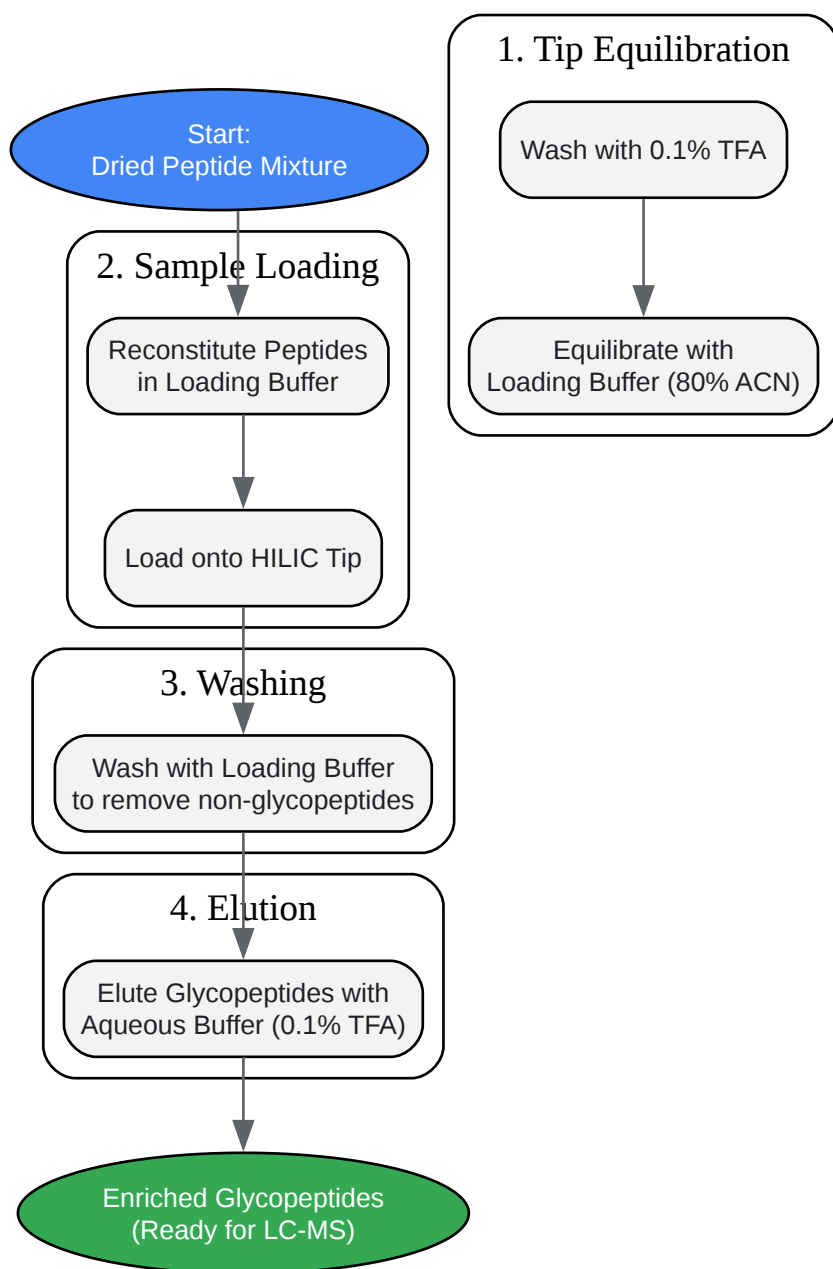 1. Tip Equilibration
Wash with 0.1% TFA
Equilibrate with
Loading Buffer (80% ACN)
Start:
Dried Peptide Mixture
2. Sample Loading
Reconstitute Peptides
in Loading Buffer
Load onto HILIC Tip
3. Washing
Wash with Loading Buffer
to remove non-glycopeptides
4. Elution
Elute Glycopeptides with
Aqueous Buffer (0.1% TFA)
Enriched Glycopeptides
(Ready for LC-MS)